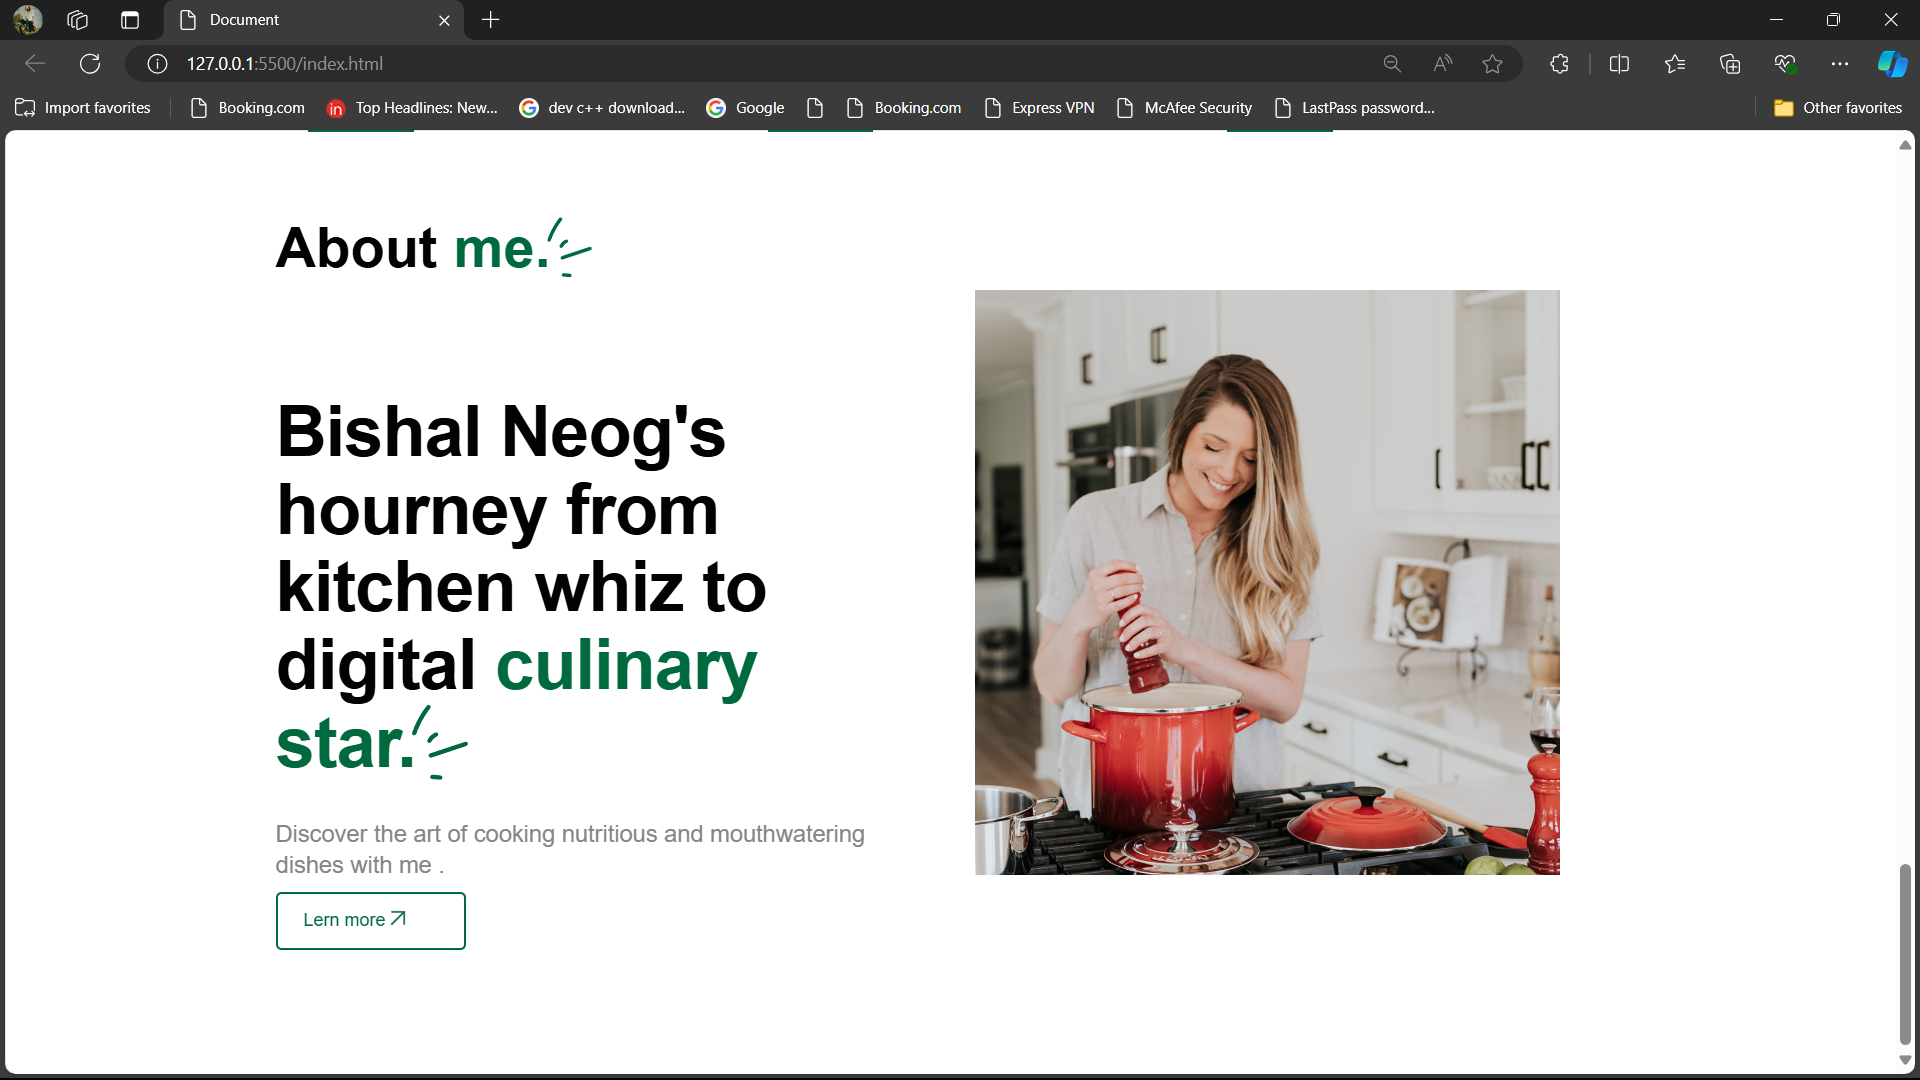 Document
127.0.0.1:5500/index.html
Import favorites
Booking.com
Top Headlines: New...
dev c++ download...
Google
Booking.com
Express VPN
McAfee Security
LastPass password...
Other favorites
About me.
Bishal Neog's
hourney from
kitchen whiz to
digital culinary
star.
Discover the art of cooking nutritious and mouthwatering
dishes with me .
Lern more